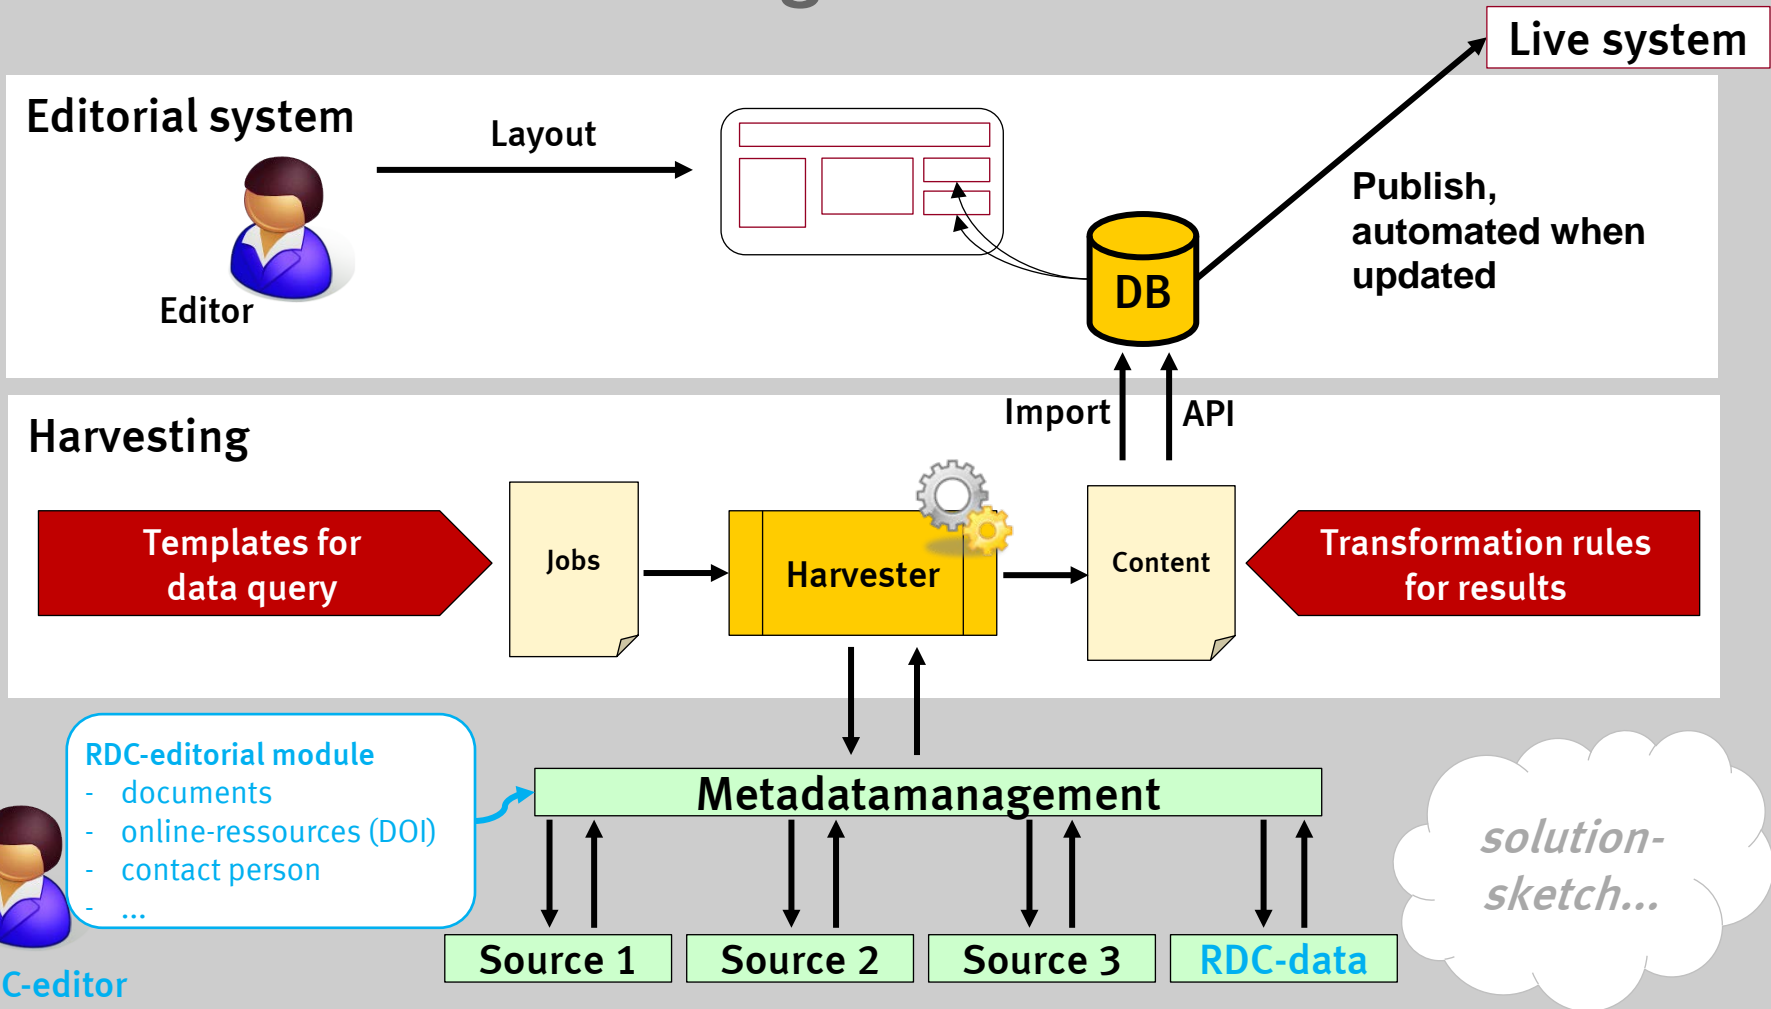 Live system
Editorial system
Layout
Editor
DB
Publish,
automated when
updated
Import
API
Harvesting
Templates for
data query
Jobs
Harvester
Content
Transformation rules
for results
RDC-editorial module
- documents
- online-ressources (DOI)
- contact person
- ...
C-editor
Metadatamanagement
Source 1
Source 2
Source 3
RDC-data
solution-
sketch...